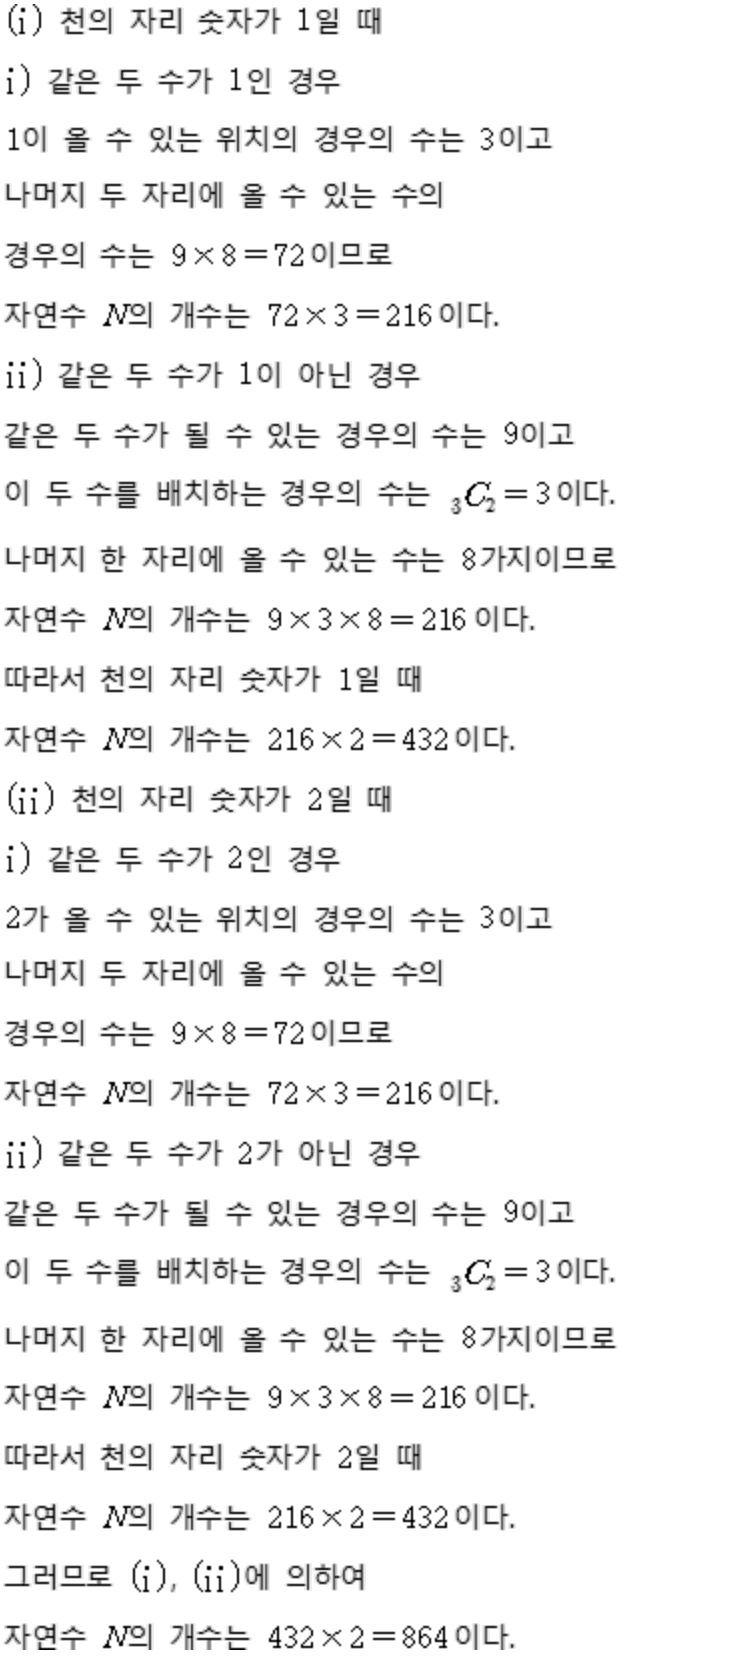 (i) 천의 자리 숫자가 1일 때
i) 같은 두 수가 1인 경우
1이 올 수 있는 위치의 경우의 수는 3이고
나머지 두 자리에 올 수 있는 수의
경우의 수는 9×8=72이므로
자연수 N의 개수는 72×3=216이다.
ii) 같은 두 수가 1이 아닌 경우
같은 두 수가 될 수 있는 경우의 수는 9이고
이 두 수를 배치하는 경우의 수는 ₃C₂=3이다.
나머지 한 자리에 올 수 있는 수는 8가지이므로
자연수 N의 개수는 9×3×8=216이다.
따라서 천의 자리 숫자가 1일 때
자연수 N의 개수는 216×2=432이다.
(ii) 천의 자리 숫자가 2일 때
i) 같은 두 수가 2인 경우
2가 올 수 있는 위치의 경우의 수는 3이고
나머지 두 자리에 올 수 있는 수의
경우의 수는 9×8=72이므로
자연수 N의 개수는 72×3=216이다.
ii) 같은 두 수가 2가 아닌 경우
같은 두 수가 될 수 있는 경우의 수는 9이고
이 두 수를 배치하는 경우의 수는 ₃C₂=3이다.
나머지 한 자리에 올 수 있는 수는 8가지이므로
자연수 N의 개수는 9×3×8=216이다.
따라서 천의 자리 숫자가 2일 때
자연수 N의 개수는 216×2=432이다.
그러므로 (i), (ii)에 의하여
자연수 N의 개수는 432×2=864이다.